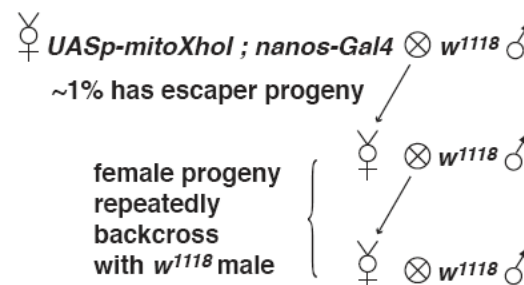 UASp-mitoXhoI ; nanos-Gal4 ⊗ w1118
~1% has escaper progeny
⊗ w1118
female progeny
repeatedly
backcross
with w1118 male
⊗ w1118